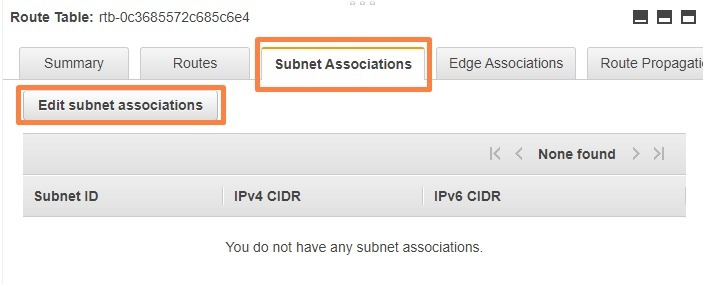 Route Table: rtb-0c3685572c685c6e4
Summary Routes Subnet Associations Edge Associations Route Propagati
Edit subnet associations
None found
Subnet ID IPv4 CIDR IPv6 CIDR
You do not have any subnet associations.